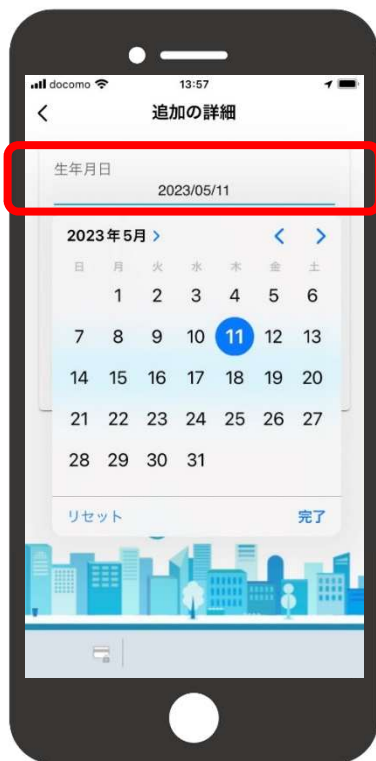 docomo 13:57
追加の詳細
生年月日
2023/05/11
2023年5月
日 月 火 水 木 金 土
1 2 3 4 5 6
7 8 9 10 11 12 13
14 15 16 17 18 19 20
21 22 23 24 25 26 27
28 29 30 31
リセット 完了